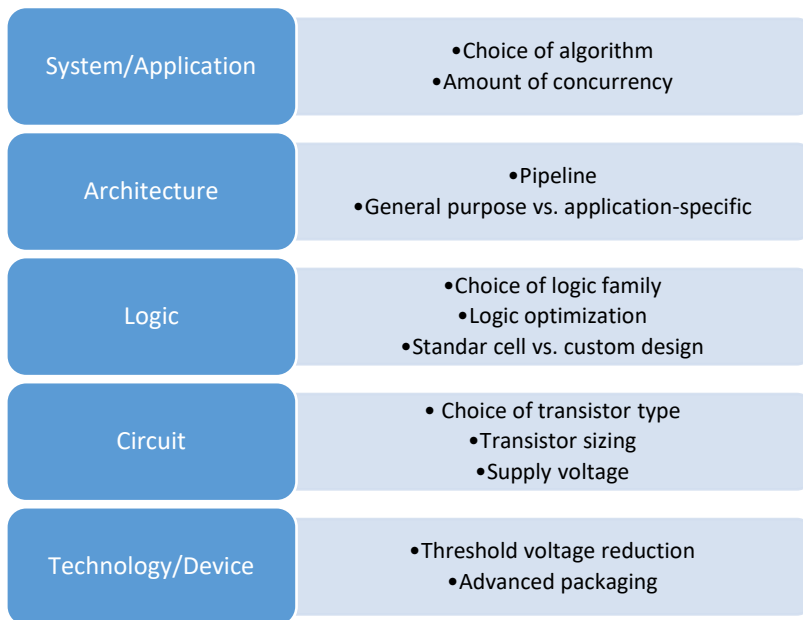 System/Application
•Choice of algorithm
•Amount of concurrency
Architecture
•Pipeline
•General purpose vs. application-specific
Logic
•Choice of logic family
•Logic optimization
•Standar cell vs. custom design
Circuit
• Choice of transistor type
•Transistor sizing
•Supply voltage
Technology/Device
•Threshold voltage reduction
•Advanced packaging